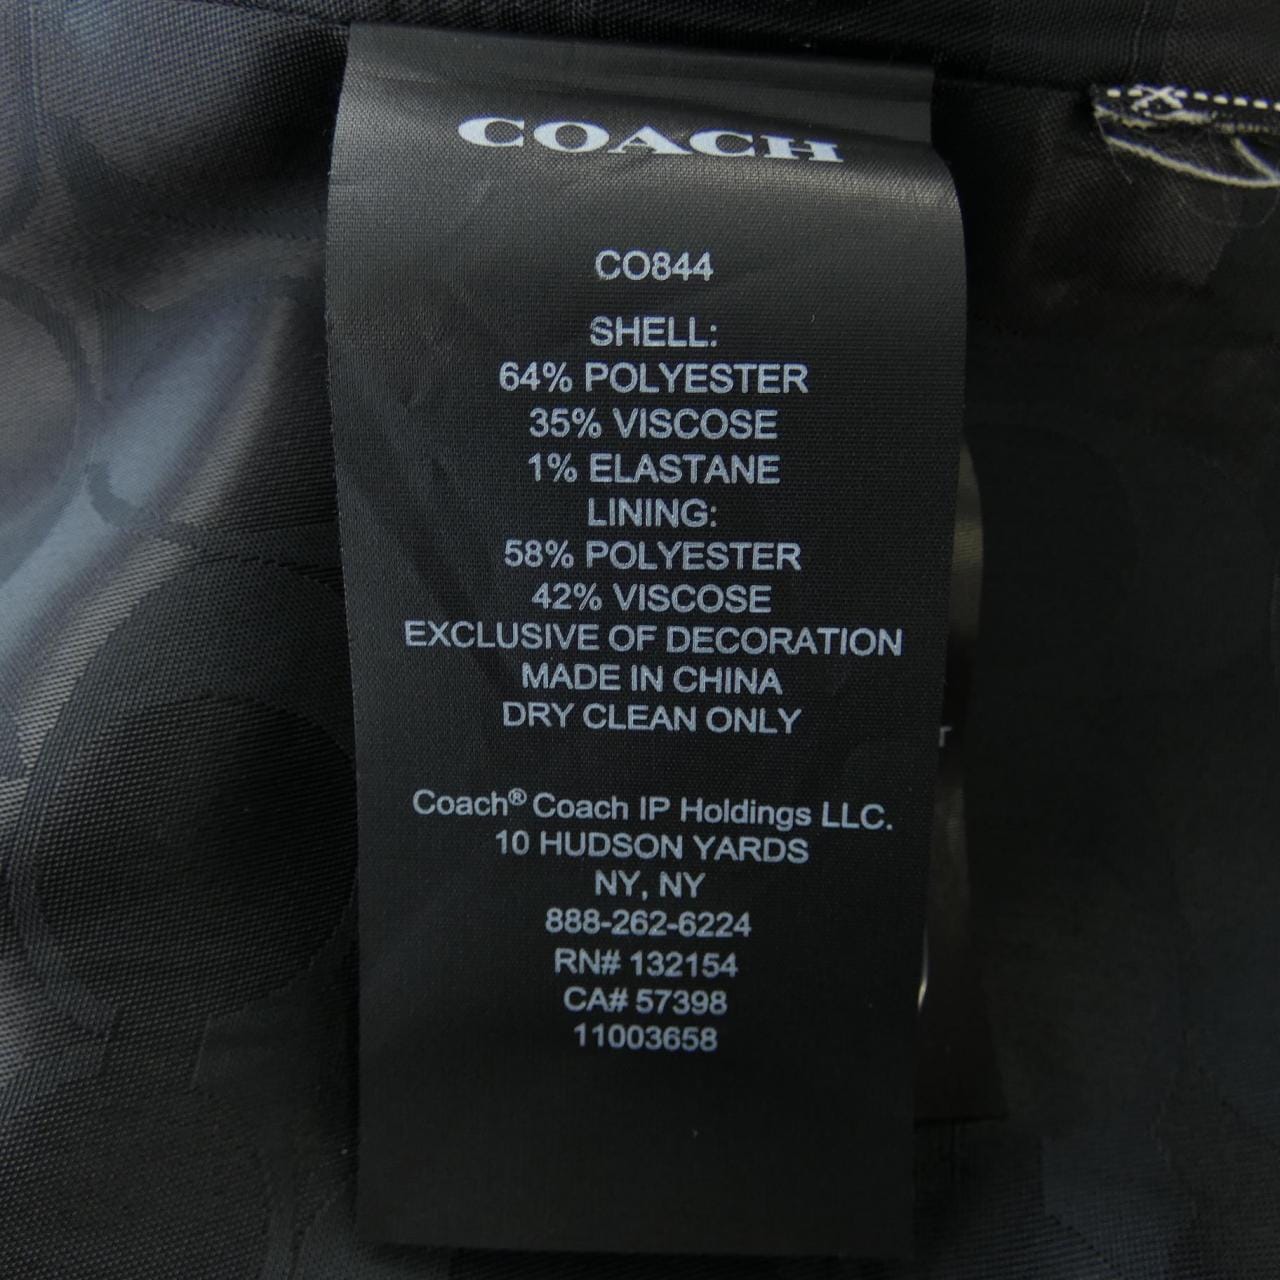 COACH
CO844
SHELL:
64% POLYESTER
35% VISCOSE
1% ELASTANE
LINING:
58% POLYESTER
42% VISCOSE
EXCLUSIVE OF DECORATION
MADE IN CHINA
DRY CLEAN ONLY
Coach® Coach IP Holdings LLC.
10 HUDSON YARDS
NY, NY
888-262-6224
RN# 132154
CA# 57398
11003658